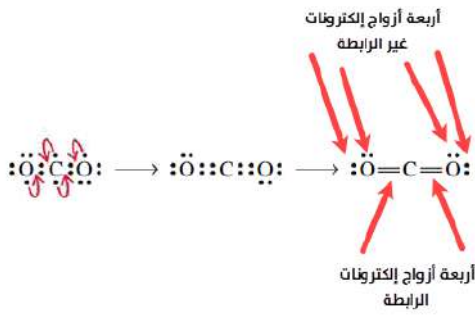 أربعة أزواج إلكترونات
غير الرابطة
:Ö:C:Ö: → :Ö::C::O: → :Ö=C=O:
أربعة أزواج إلكترونات
الرابطة